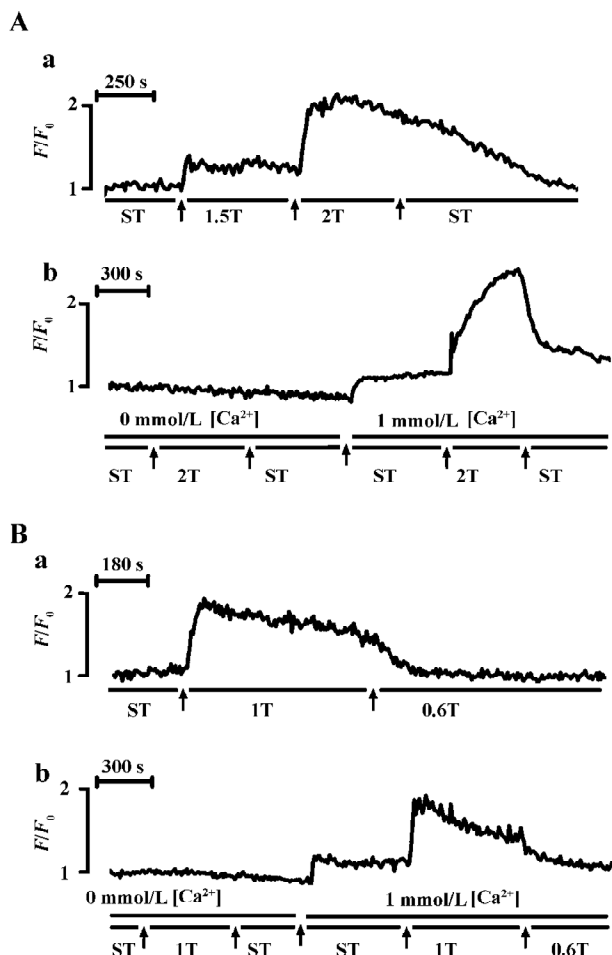 A
a
250 s
2
F/F₀
1
ST 1.5T 2T ST
b
300 s
2
F/F₀
1
0 mmol/L [Ca²⁺] 1 mmol/L [Ca²⁺]
ST 2T ST ST 2T ST
B
a
180 s
2
F/F₀
1
ST 1T 0.6T
b
300 s
2
F/F₀
1
0 mmol/L [Ca²⁺] 1 mmol/L [Ca²⁺]
ST 1T ST ST 1T 0.6T